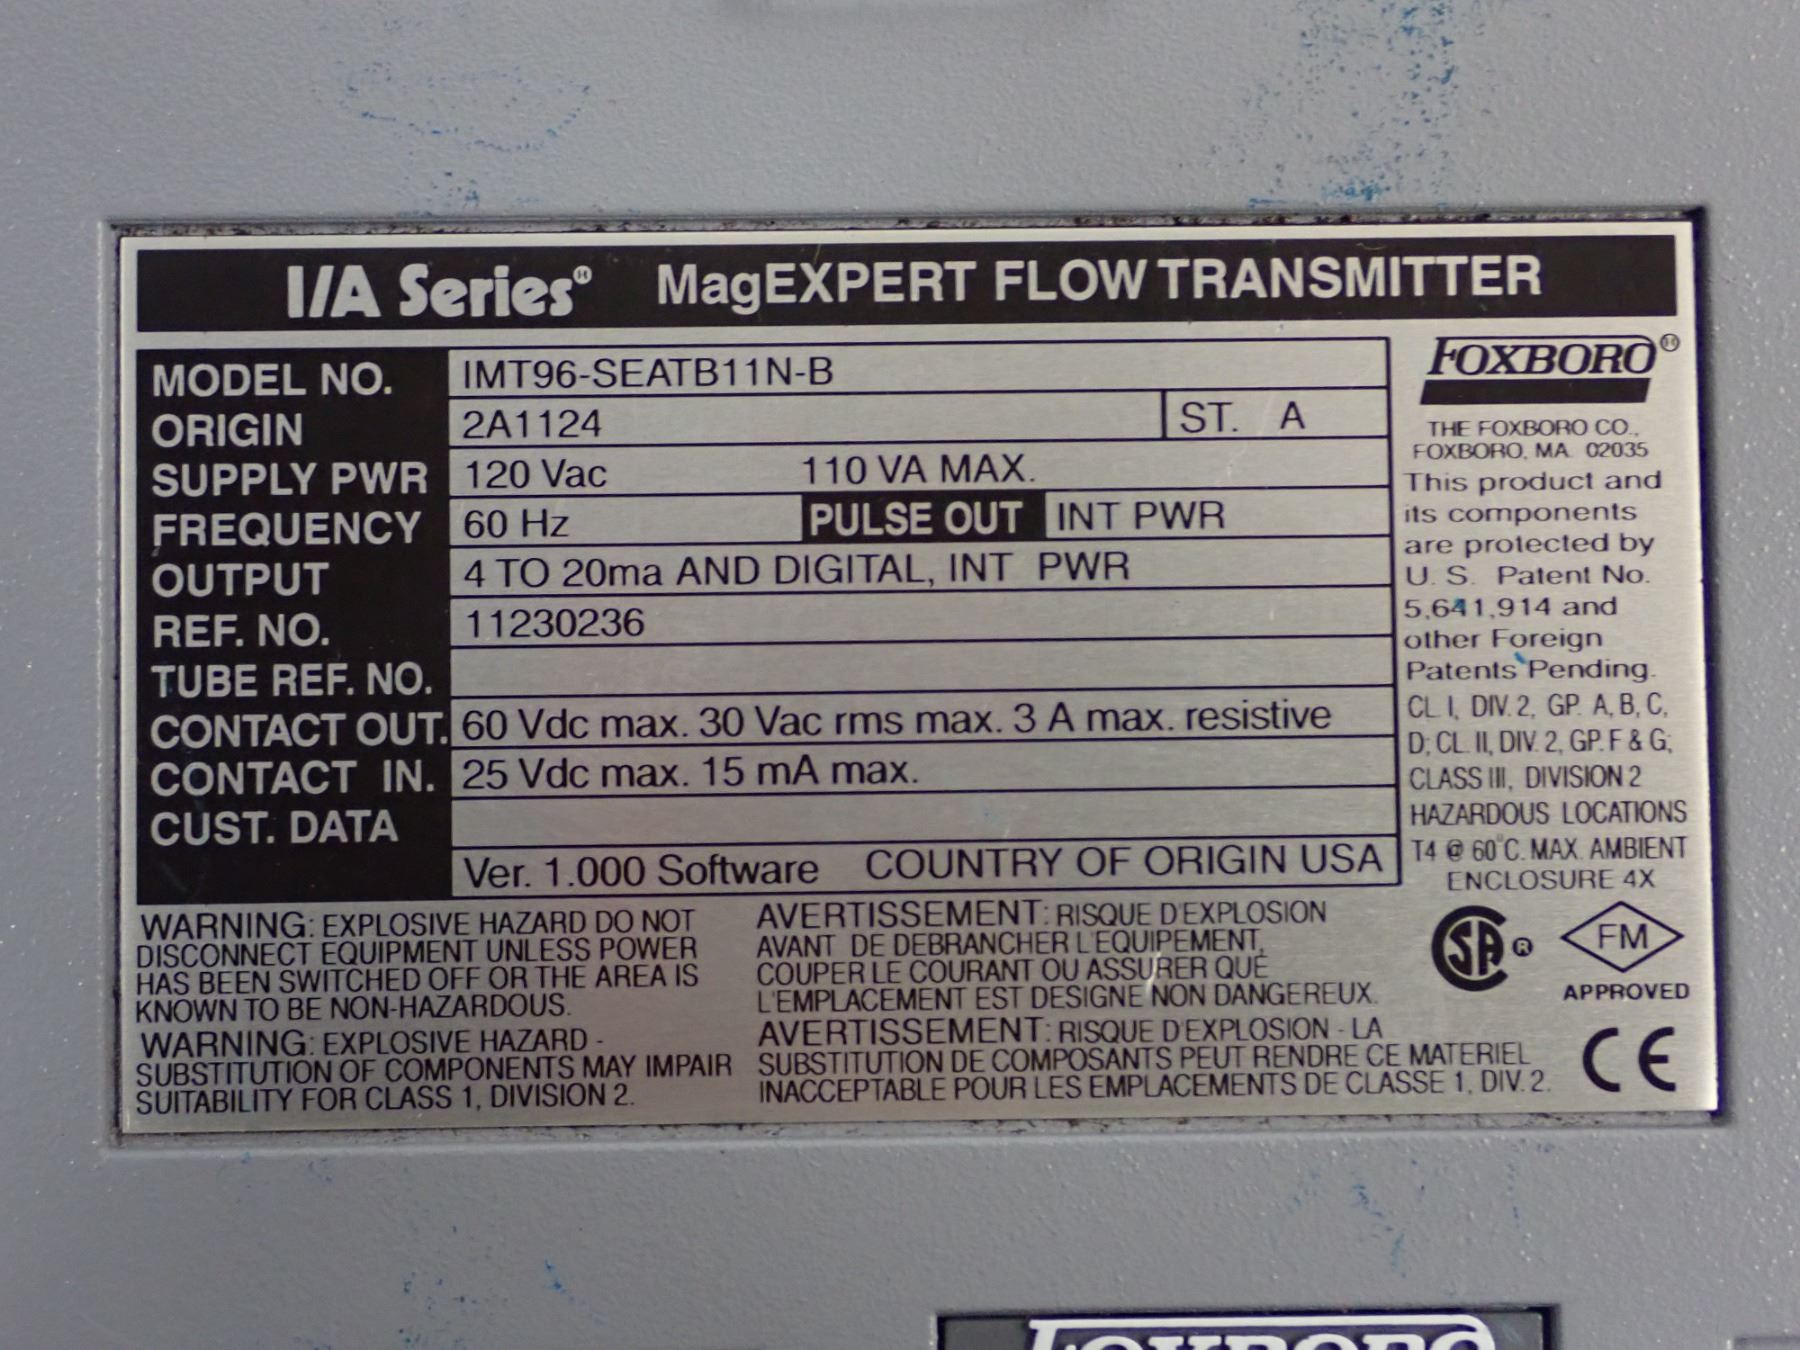 I/A Series® MagEXPERT FLOW TRANSMITTER
MODEL NO. IMT96-SEATB11N-B
ORIGIN 2A1124 ST. A
SUPPLY PWR 120 Vac 110 VA MAX.
FREQUENCY 60 Hz PULSE OUT INT PWR
OUTPUT 4 TO 20ma AND DIGITAL, INT PWR
REF. NO. 11230236
TUBE REF. NO.
CONTACT OUT. 60 Vdc max. 30 Vac rms max. 3 A max. resistive
CONTACT IN. 25 Vdc max. 15 mA max.
CUST. DATA
Ver. 1.000 Software COUNTRY OF ORIGIN USA
FOXBORO®
THE FOXBORO CO.,
FOXBORO, MA. 02035
This product and
its components
are protected by
U. S. Patent No.
5,641,914 and
other Foreign
Patents Pending.
CL I, DIV. 2, GP. A, B, C,
D; CL. II, DIV. 2, GP. F & G;
CLASS III, DIVISION 2
HAZARDOUS LOCATIONS
T4 @ 60°C. MAX. AMBIENT
ENCLOSURE 4X
WARNING: EXPLOSIVE HAZARD DO NOT
DISCONNECT EQUIPMENT UNLESS POWER
HAS BEEN SWITCHED OFF OR THE AREA IS
KNOWN TO BE NON-HAZARDOUS.
WARNING: EXPLOSIVE HAZARD -
SUBSTITUTION OF COMPONENTS MAY IMPAIR
SUITABILITY FOR CLASS 1, DIVISION 2.
AVERTISSEMENT: RISQUE D'EXPLOSION
AVANT DE DEBRANCHER L'EQUIPEMENT,
COUPER LE COURANT OU ASSURER QUE
L'EMPLACEMENT EST DESIGNE NON DANGEREUX.
AVERTISSEMENT: RISQUE D'EXPLOSION - LA
SUBSTITUTION DE COMPOSANTS PEUT RENDRE CE MATERIEL
INACCEPTABLE POUR LES EMPLACEMENTS DE CLASSE 1, DIV. 2.
SA ®
FM
APPROVED
CE
FOXBORO